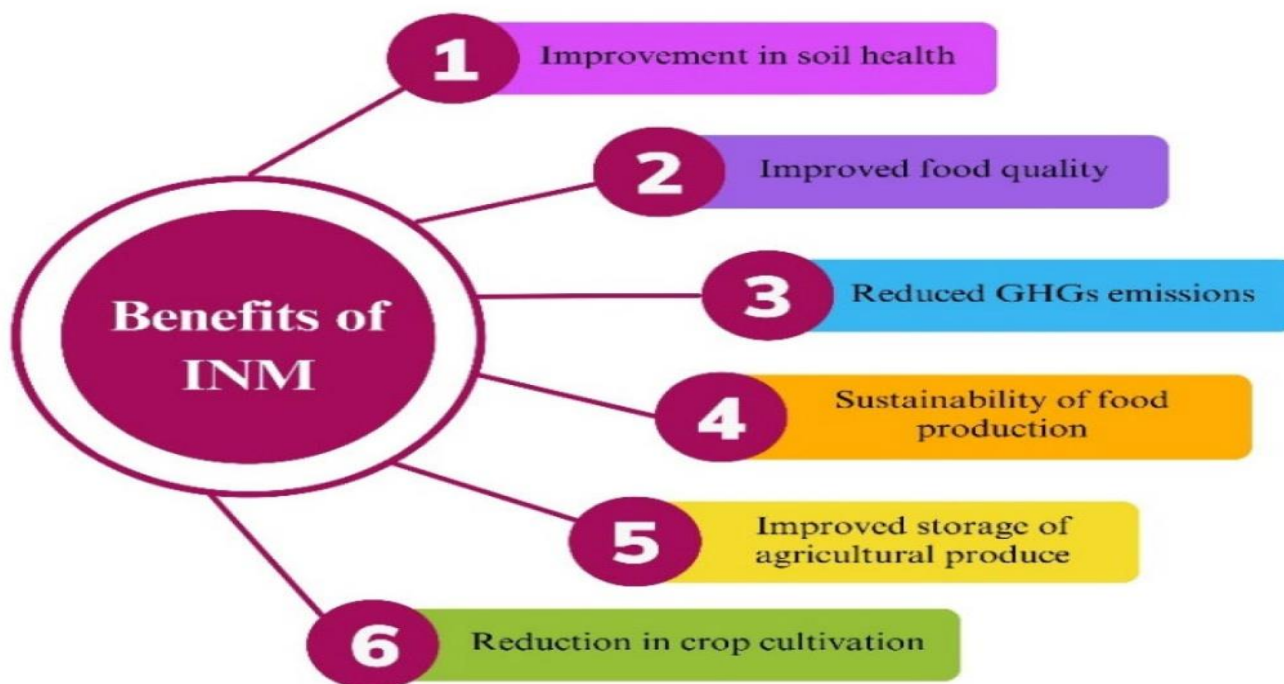 Benefits of
INM
1
Improvement in soil health
2
Improved food quality
3
Reduced GHGs emissions
4
Sustainability of food
production
5
Improved storage of
agricultural produce
6
Reduction in crop cultivation